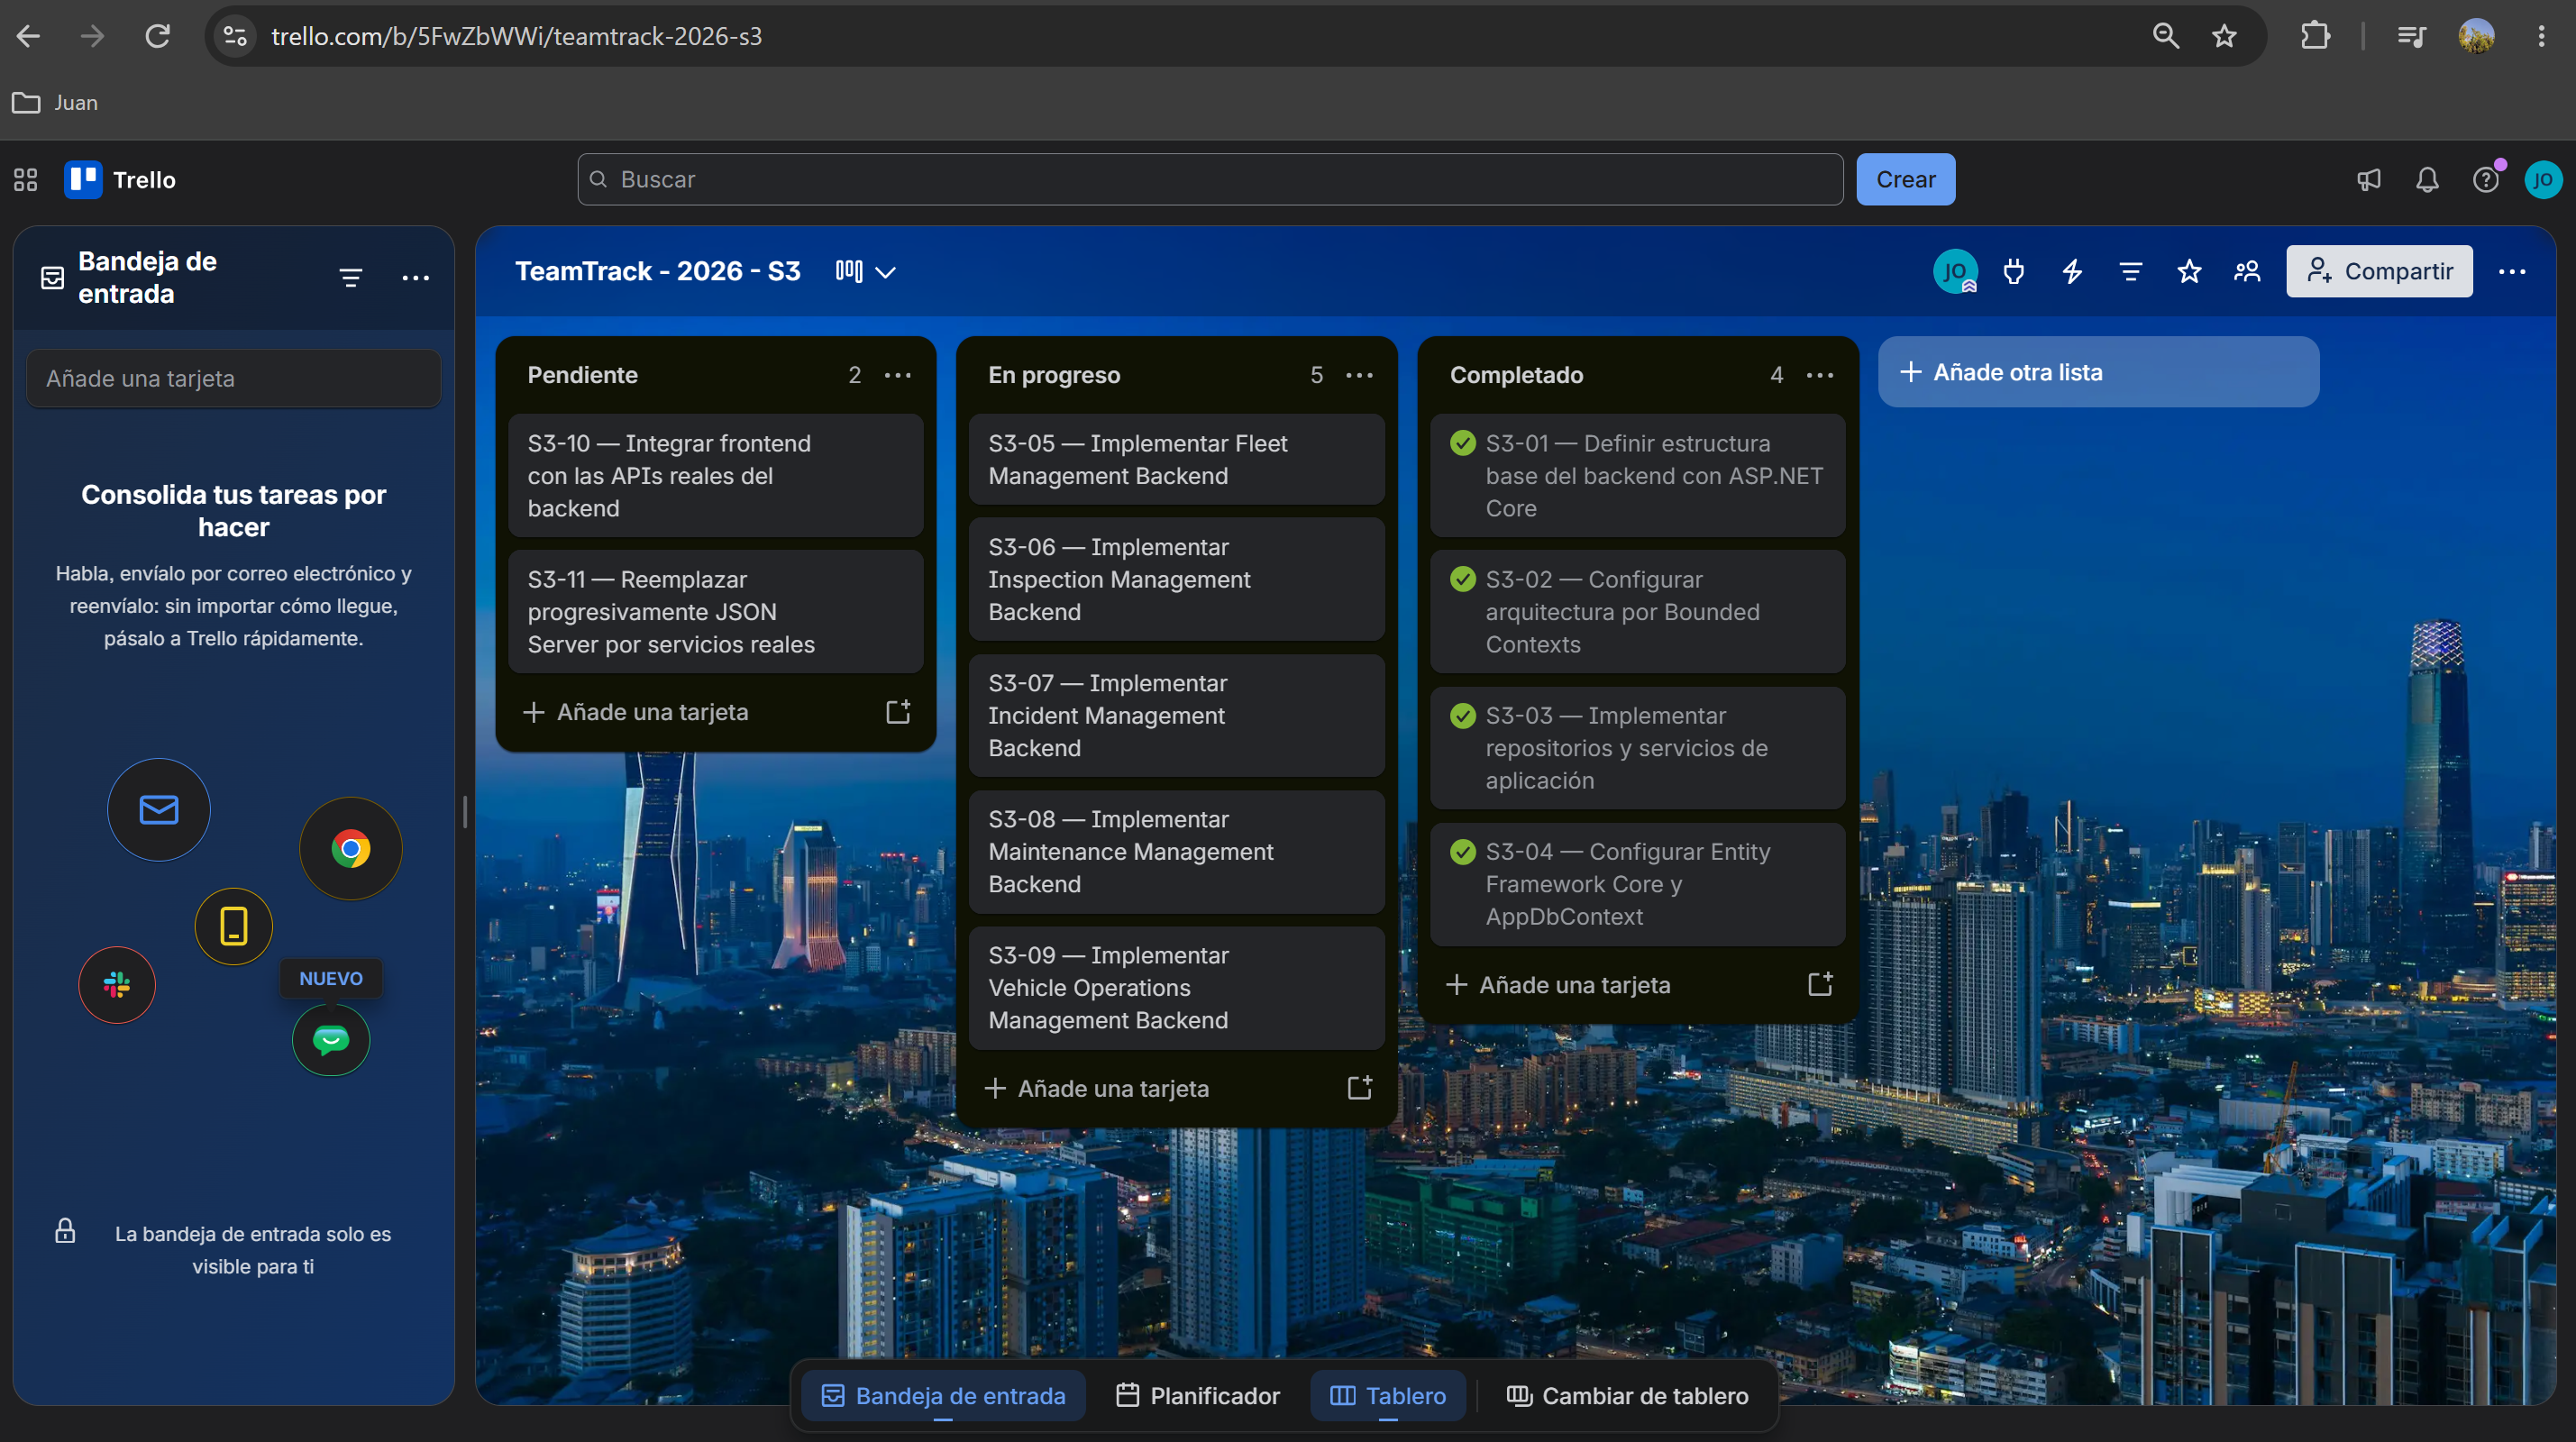 trello.com/b/5FwZbWWi/teamtrack-2026-s3
Juan
Trello
Buscar
Crear
JO
Bandeja de
entrada
Añade una tarjeta
Consolida tus tareas por
hacer
Habla, envíalo por correo electrónico y
reenvíalo: sin importar cómo llegue,
pásalo a Trello rápidamente.
NUEVO
La bandeja de entrada solo es
visible para ti
TeamTrack - 2026 - S3
JO
Compartir
Pendiente
2
S3-10 — Integrar frontend
con las APIs reales del
backend
S3-11 — Reemplazar
progresivamente JSON
Server por servicios reales
Añade una tarjeta
En progreso
5
S3-05 — Implementar Fleet
Management Backend
S3-06 — Implementar
Inspection Management
Backend
S3-07 — Implementar
Incident Management
Backend
S3-08 — Implementar
Maintenance Management
Backend
S3-09 — Implementar
Vehicle Operations
Management Backend
Añade una tarjeta
Completado
4
S3-01 — Definir estructura
base del backend con ASP.NET
Core
S3-02 — Configurar
arquitectura por Bounded
Contexts
S3-03 — Implementar
repositorios y servicios de
aplicación
S3-04 — Configurar Entity
Framework Core y
AppDbContext
Añade una tarjeta
Añade otra lista
Bandeja de entrada
Planificador
Tablero
Cambiar de tablero